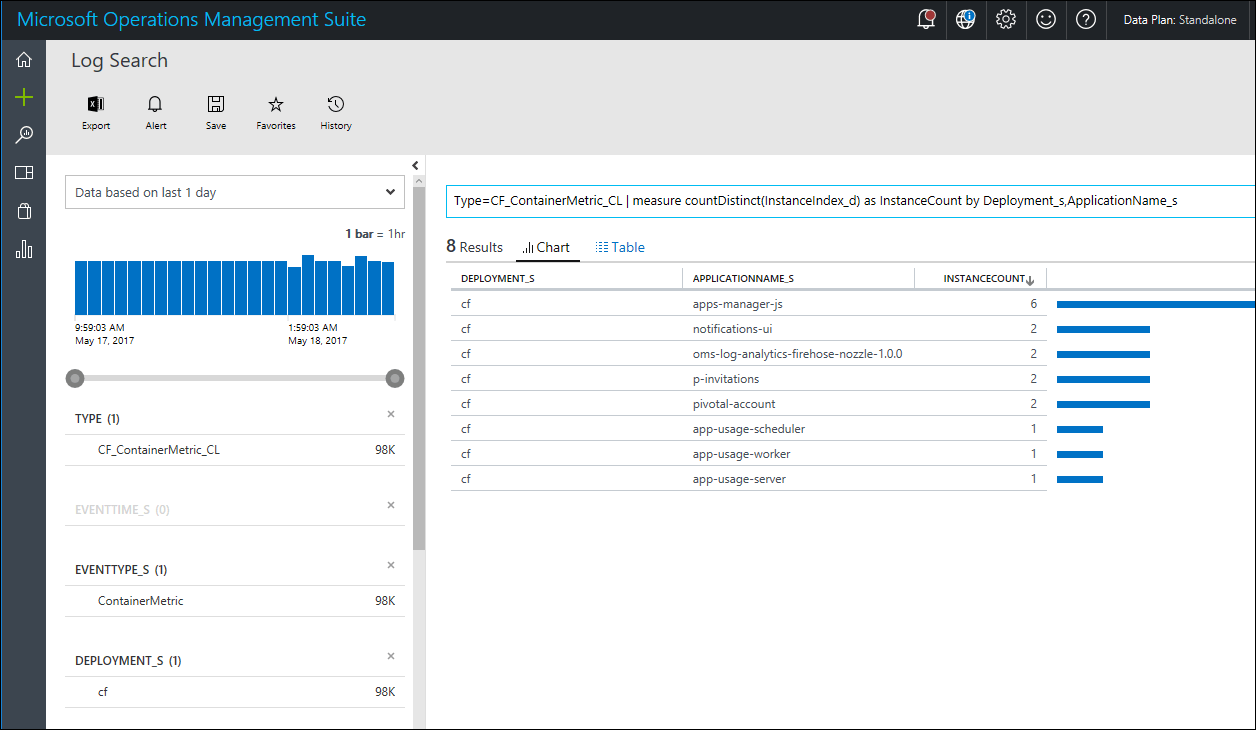 Microsoft Operations Management Suite
Data Plan: Standalone
Log Search
Export Alert Save Favorites History
Data based on last 1 day
1 bar = 1hr
9:59:03 AM 1:59:03 AM
May 17, 2017 May 18, 2017
TYPE (1)
CF_ContainerMetric_CL 98K
EVENTTIME_S (0)
EVENTTYPE_S (1)
ContainerMetric 98K
DEPLOYMENT_S (1)
cf 98K
Type=CF_ContainerMetric_CL | measure countDistinct(InstanceIndex_d) as InstanceCount by Deployment_s,ApplicationName_s
8 Results Chart Table
DEPLOYMENT_S APPLICATIONNAME_S INSTANCECOUNT
cf apps-manager-js 6
cf notifications-ui 2
cf oms-log-analytics-firehose-nozzle-1.0.0 2
cf p-invitations 2
cf pivotal-account 2
cf app-usage-scheduler 1
cf app-usage-worker 1
cf app-usage-server 1